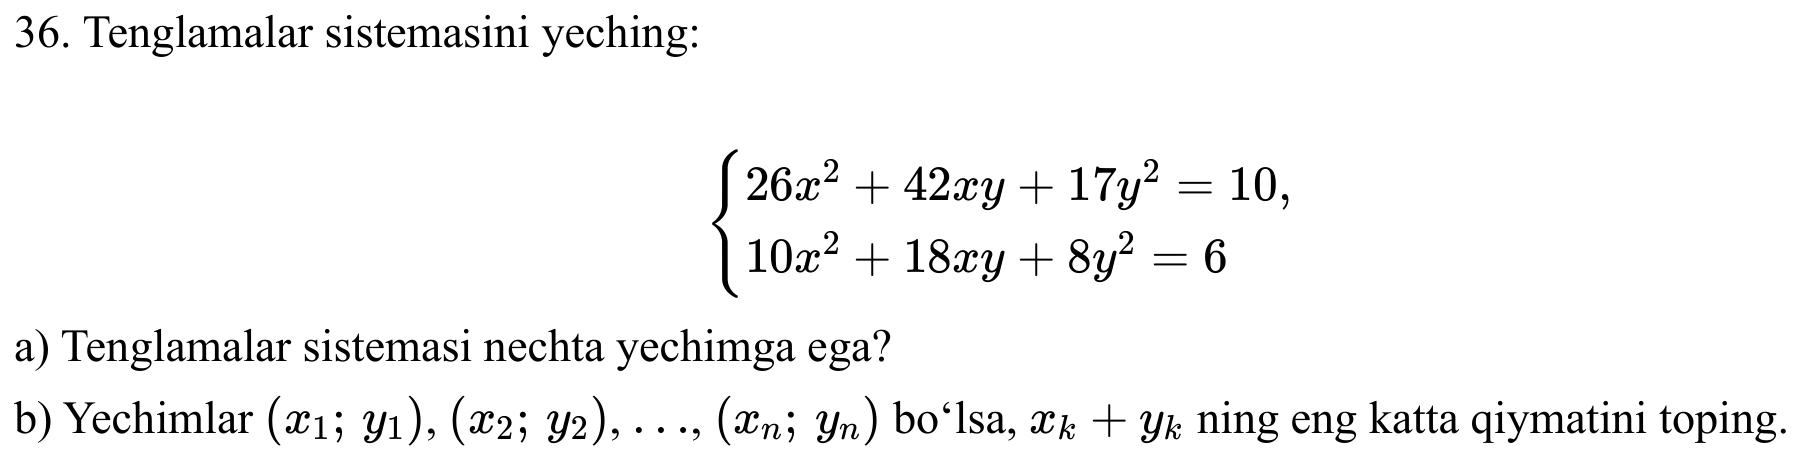 36. Tenglamalar sistemasini yeching:
26x² + 42xy + 17y² = 10,
10x² + 18xy + 8y² = 6
a) Tenglamalar sistemasi nechta yechimga ega?
b) Yechimlar (x₁; y₁), (x₂; y₂), . . ., (xₙ; yₙ) bo‘lsa, xₖ + yₖ ning eng katta qiymatini toping.